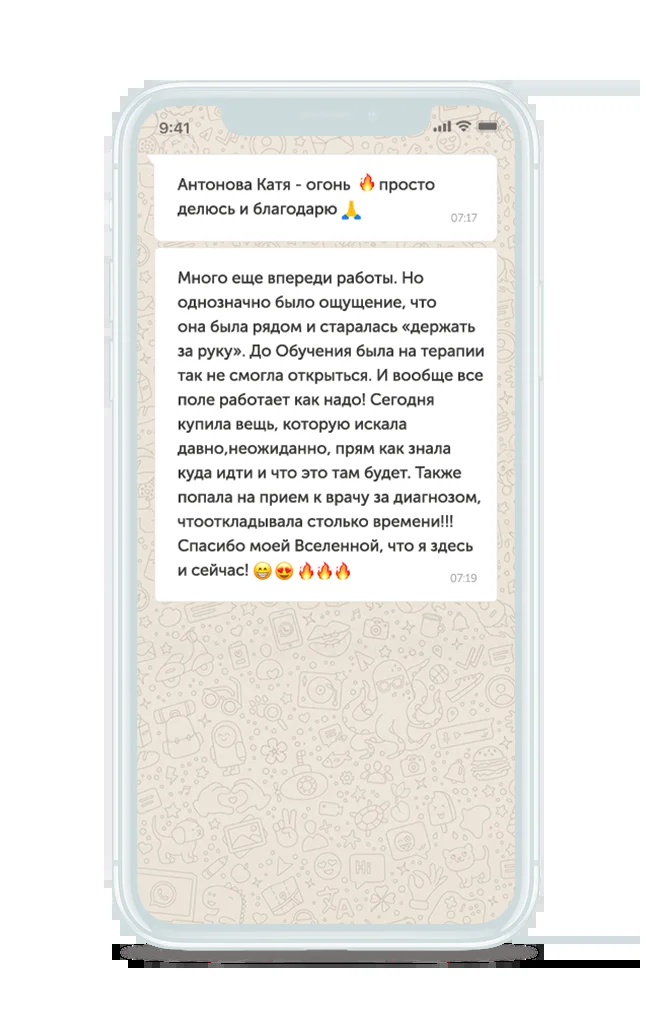 9:41
Антонова Катя - огонь 🔥 просто
делюсь и благодарю 🙏
07:17
Много еще впереди работы. Но
однозначно было ощущение, что
она была рядом и старалась «держать
за руку». До Обучения была на терапии
так не смогла открыться. И вообще все
поле работает как надо! Сегодня
купила вещь, которую искала
давно,неожиданно, прям как знала
куда идти и что это там будет. Также
попала на прием к врачу за диагнозом,
чтооткладывала столько времени!!!
Спасибо моей Вселенной, что я здесь
и сейчас! 😁😍🔥🔥🔥
07:19
Hi